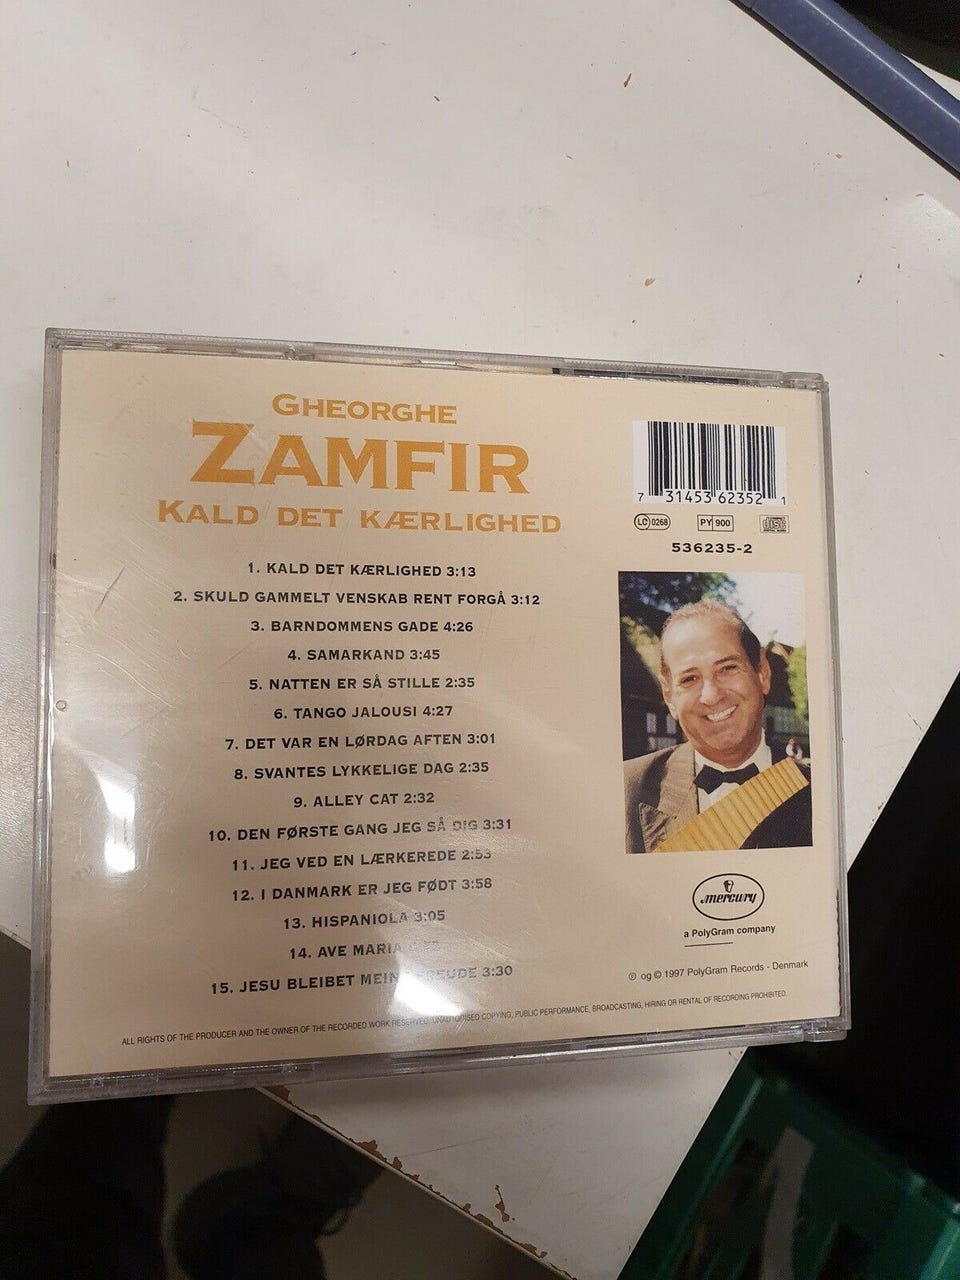 GHEORGHE
ZAMFIR
KALD DET KÆRLIGHED
1. KALD DET KÆRLIGHED 3:13
2. SKULD GAMMELT VENSKAB RENT FORGÅ 3:12
3. BARNDOMMENS GADE 4:26
4. SAMARKAND 3:45
5. NATTEN ER SÅ STILLE 2:35
6. TANGO JALOUSI 4:27
7. DET VAR EN LØRDAG AFTEN 3:01
8. SVANTES LYKKELIGE DAG 2:35
9. ALLEY CAT 2:32
10. DEN FØRSTE GANG JEG SÅ DIG 3:31
11. JEG VED EN LÆRKEREDE 2:53
12. I DANMARK ER JEG FØDT 3:58
13. HISPANIOLA 3:05
14. AVE MARIA
15. JESU BLEIBET MEINE FREUDE 3:30
7 31453 62352 1
LC 0268
PY 900
disc
536235-2
mercury
a PolyGram company
℗ og © 1997 PolyGram Records - Denmark
ALL RIGHTS OF THE PRODUCER AND THE OWNER OF THE RECORDED WORK RESERVED. UNAUTHORISED COPYING, PUBLIC PERFORMANCE, BROADCASTING, HIRING OR RENTAL OF RECORDING PROHIBITED.